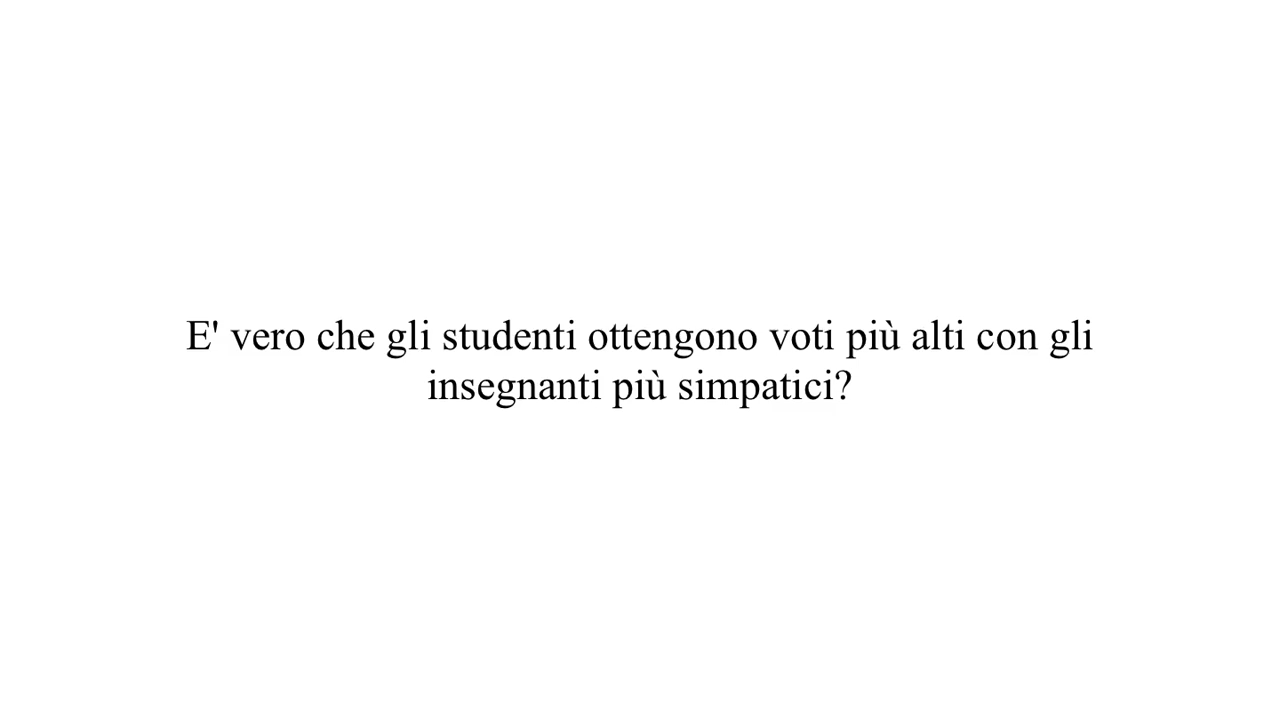 E' vero che gli studenti ottengono voti più alti con gli
insegnanti più simpatici?